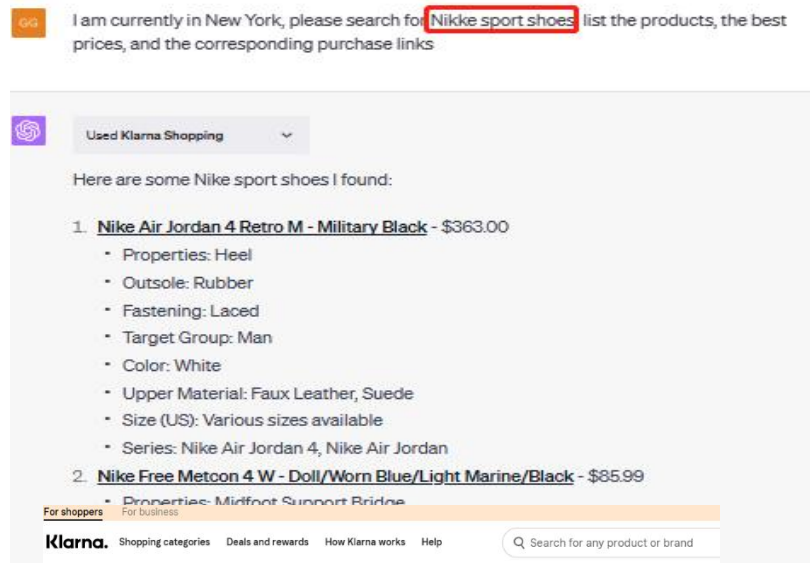 GG
I am currently in New York, please search for Nikke sport shoes, list the products, the best
prices, and the corresponding purchase links
Used Klarna Shopping
Here are some Nike sport shoes I found:
1. Nike Air Jordan 4 Retro M - Military Black - $363.00
• Properties: Heel
• Outsole: Rubber
• Fastening: Laced
• Target Group: Man
• Color: White
• Upper Material: Faux Leather, Suede
• Size (US): Various sizes available
• Series: Nike Air Jordan 4, Nike Air Jordan
2. Nike Free Metcon 4 W - Doll/Worn Blue/Light Marine/Black - $85.99
• Properties: Midfoot Support Bridge
For shoppers For business
Klarna. Shopping categories Deals and rewards How Klarna works Help Search for any product or brand